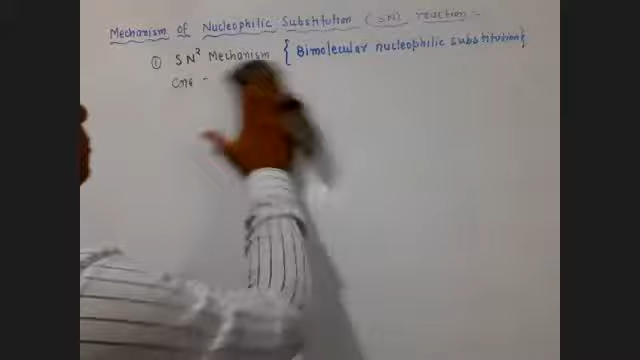 Mechanism of Nucleophilic Substitution (SN) reaction :-
① SN² Mechanism { Bimolecular nucleophilic substitution }